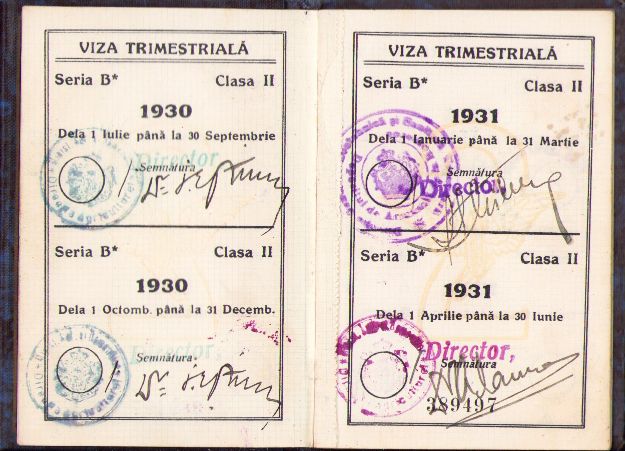 VIZA TRIMESTRIALĂ
Seria B* Clasa II
1930
Dela 1 Iulie până la 30 Septembrie
Director,
Semnătura
Seria B* Clasa II
1930
Dela 1 Octomb. până la 31 Decemb.
Semnătura
VIZA TRIMESTRIALĂ
Seria B* Clasa II
1931
Dela 1 Ianuarie până la 31 Martie
Semnătura
Director
Seria B* Clasa II
1931
Dela 1 Aprilie până la 30 Iunie
Director,
Semnătura
389497